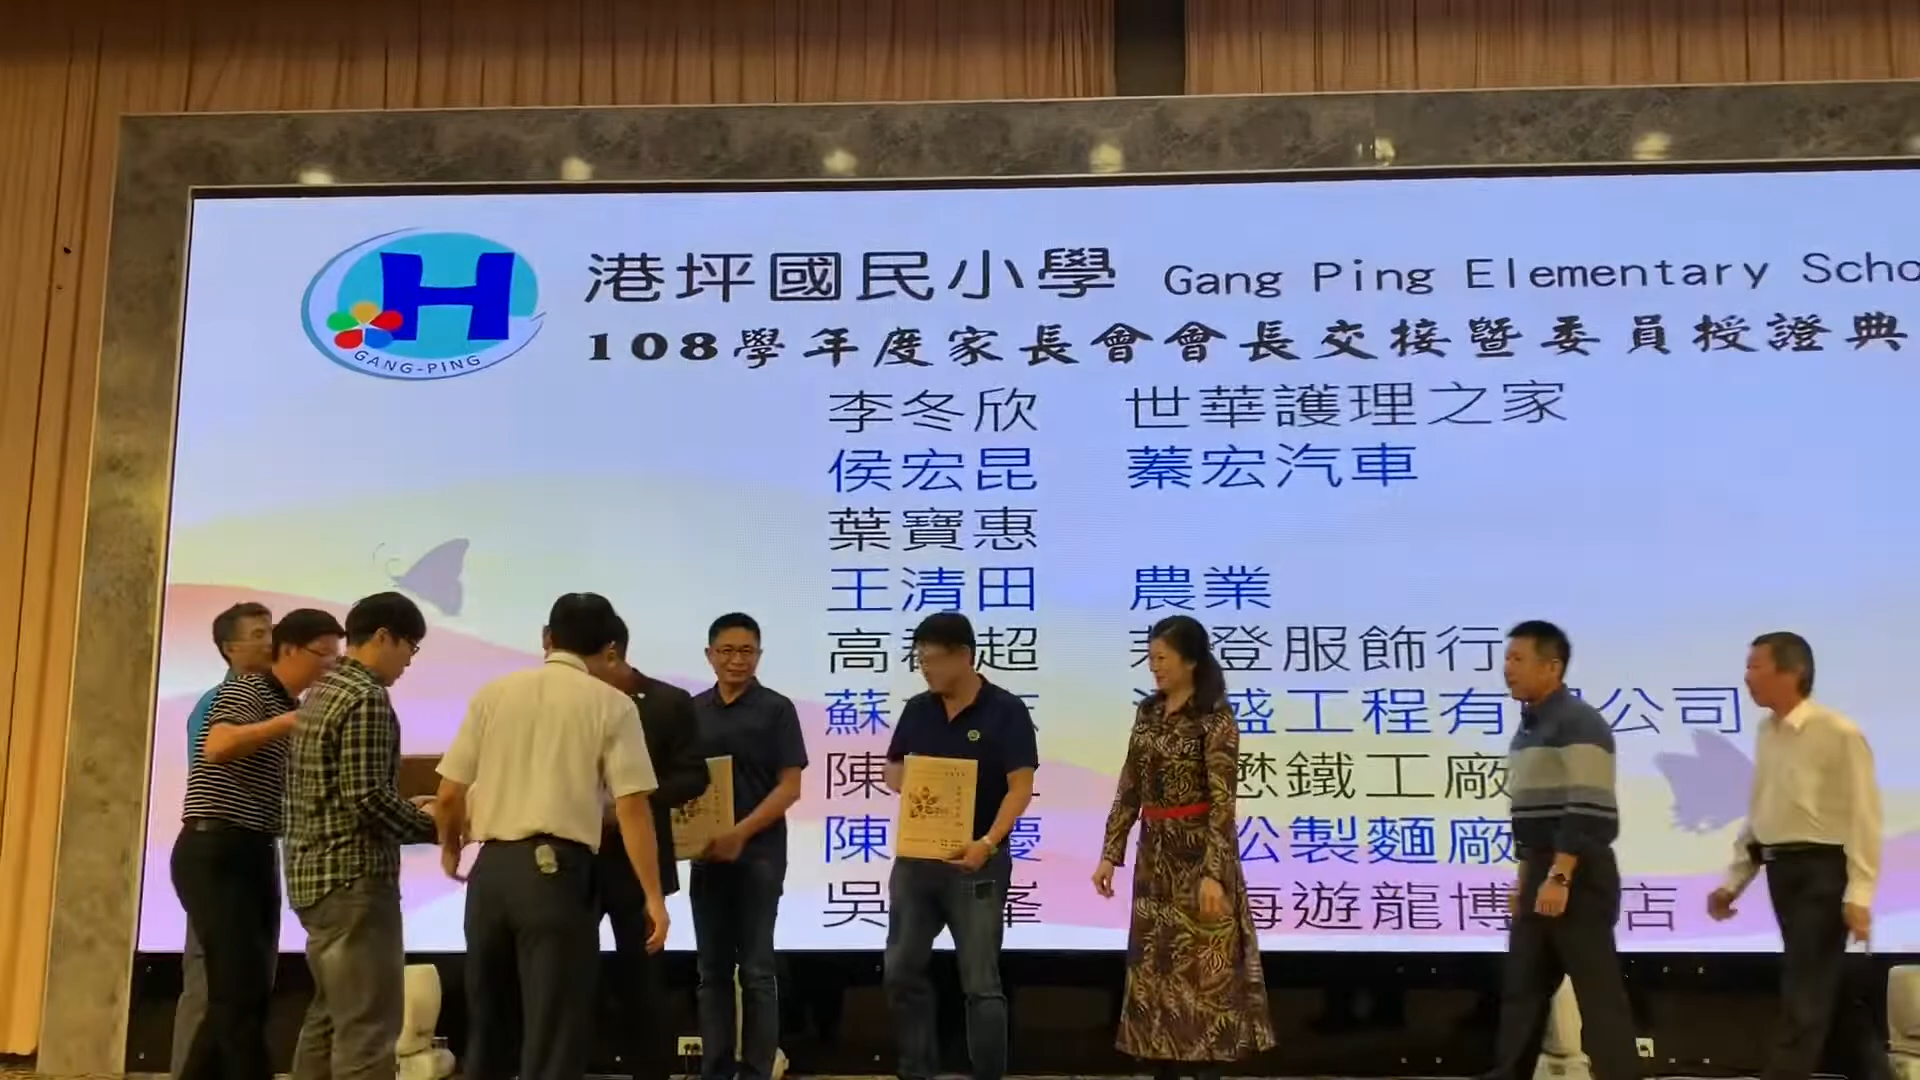 港坪國民小學 Gang Ping Elementary Scho
GANG-PING
108學年度家長會會長交接暨委員授證典
李冬欣 世華護理之家
侯宏昆 蓁宏汽車
葉寶惠
王清田 農業
高 超 登服飾行
蘇 盛工程有 公司
陳 懋鐵工廠
陳 慶 松製麵廠
吳 峯 海遊龍博 店